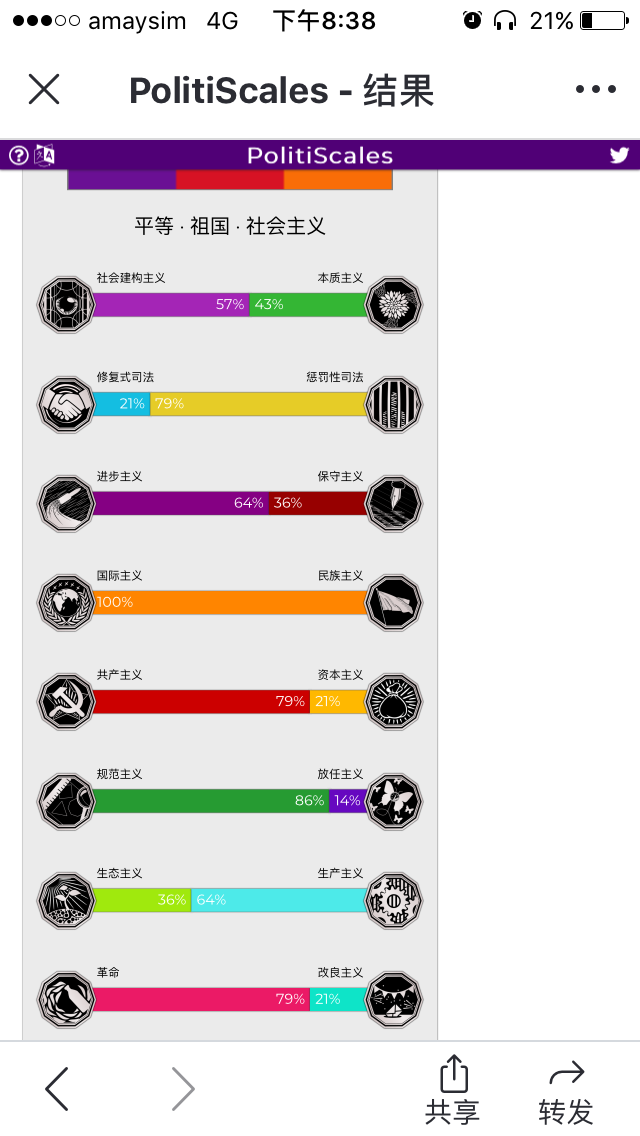 amaysim 4G 下午8:38 21%
PolitiScales - 结果
PolitiScales
平等 · 祖国 · 社会主义
社会建构主义 本质主义
57% 43%
修复式司法 惩罚性司法
21% 79%
进步主义 保守主义
64% 36%
国际主义 民族主义
100%
共产主义 资本主义
79% 21%
规范主义 放任主义
86% 14%
生态主义 生产主义
36% 64%
革命 改良主义
79% 21%
共享 转发